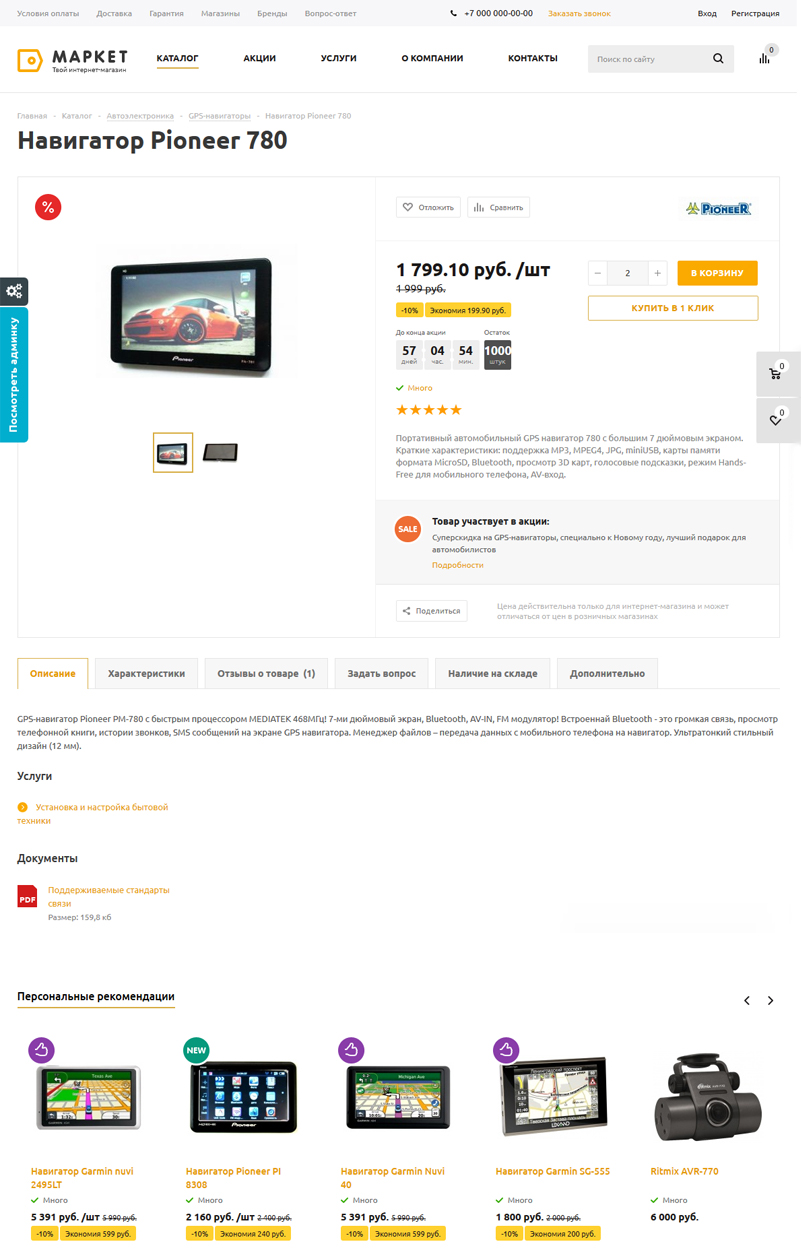 Условия оплаты Доставка Гарантия Магазины Бренды Вопрос-ответ +7 000 000-00-00 Заказать звонок Вход Регистрация
МАРКЕТ
Твой интернет-магазин
КАТАЛОГ АКЦИИ УСЛУГИ О КОМПАНИИ КОНТАКТЫ Поиск по сайту 0
Главная - Каталог - Автоэлектроника - GPS-навигаторы - Навигатор Pioneer 780
Навигатор Pioneer 780
%
Отложить Сравнить PIONEER
1 799.10 руб. /шт
1 999 руб.
− 2 + В КОРЗИНУ
-10% Экономия 199.90 руб.
КУПИТЬ В 1 КЛИК
До конца акции Остаток
57 04 54 1000
дней час. мин. штук
Много
Pioneer
Посмотреть админку
0
0
Портативный автомобильный GPS навигатор 780 с большим 7 дюймовым экраном.
Краткие характеристики: поддержка MP3, MPEG4, JPG, miniUSB, карты памяти
формата MicroSD, Bluetooth, просмотр 3D карт, голосовые подсказки, режим Hands-
Free для мобильного телефона, AV-вход.
SALE
Товар участвует в акции:
Суперскидка на GPS-навигаторы, специально к Новому году, лучший подарок для
автомобилистов
Подробности
Поделиться
Цена действительна только для интернет-магазина и может
отличаться от цен в розничных магазинах
Описание Характеристики Отзывы о товаре (1) Задать вопрос Наличие на складе Дополнительно
GPS-навигатор Pioneer PM-780 с быстрым процессором MEDIATEK 468МГц! 7-ми дюймовый экран, Bluetooth, AV-IN, FM модулятор! Встроеннай Bluetooth - это громкая связь, просмотр
телефонной книги, истории звонков, SMS сообщений на экране GPS навигатора. Менеджер файлов – передача данных с мобильного телефона на навигатор. Ультратонкий стильный
дизайн (12 мм).
Услуги
Установка и настройка бытовой
техники
Документы
PDF
Поддерживаемые стандарты
связи
Размер: 159,8 кб
Персональные рекомендации
NEW
Texas Ave
Michigan Ave
Pioneer
LEXAND
Навигатор Garmin nuvi
2495LT
Много
5 391 руб. /шт 5 990 руб.
-10% Экономия 599 руб.
Навигатор Pioneer PI
8308
Много
2 160 руб. /шт 2 400 руб.
-10% Экономия 240 руб.
Навигатор Garmin Nuvi
40
Много
5 391 руб. 5 990 руб.
-10% Экономия 599 руб.
Навигатор Garmin SG-555
Много
1 800 руб. 2 000 руб.
-10% Экономия 200 руб.
Ritmix AVR-770
Много
6 000 руб.